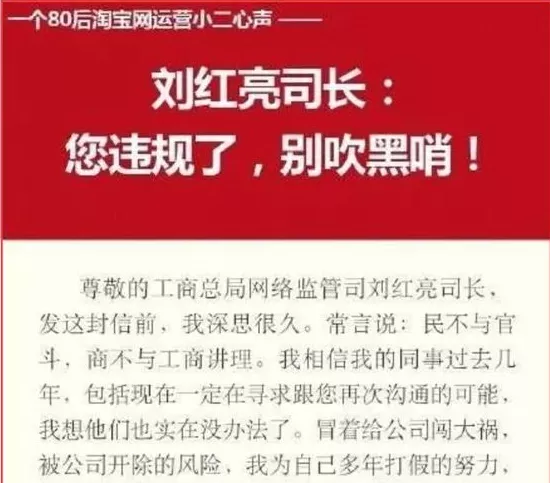 一个80后淘宝网运营小二心声 ——
刘红亮司长：
您违规了，别吹黑哨！
尊敬的工商总局网络监管司刘红亮司长，
发这封信前，我深思很久。常言说：民不与官
斗，商不与工商讲理。我相信我的同事过去几
年，包括现在一定在寻求跟您再次沟通的可能，
我想他们也实在没办法了。冒着给公司闯大祸，
被公司开除的风险，我为自己多年打假的努力，